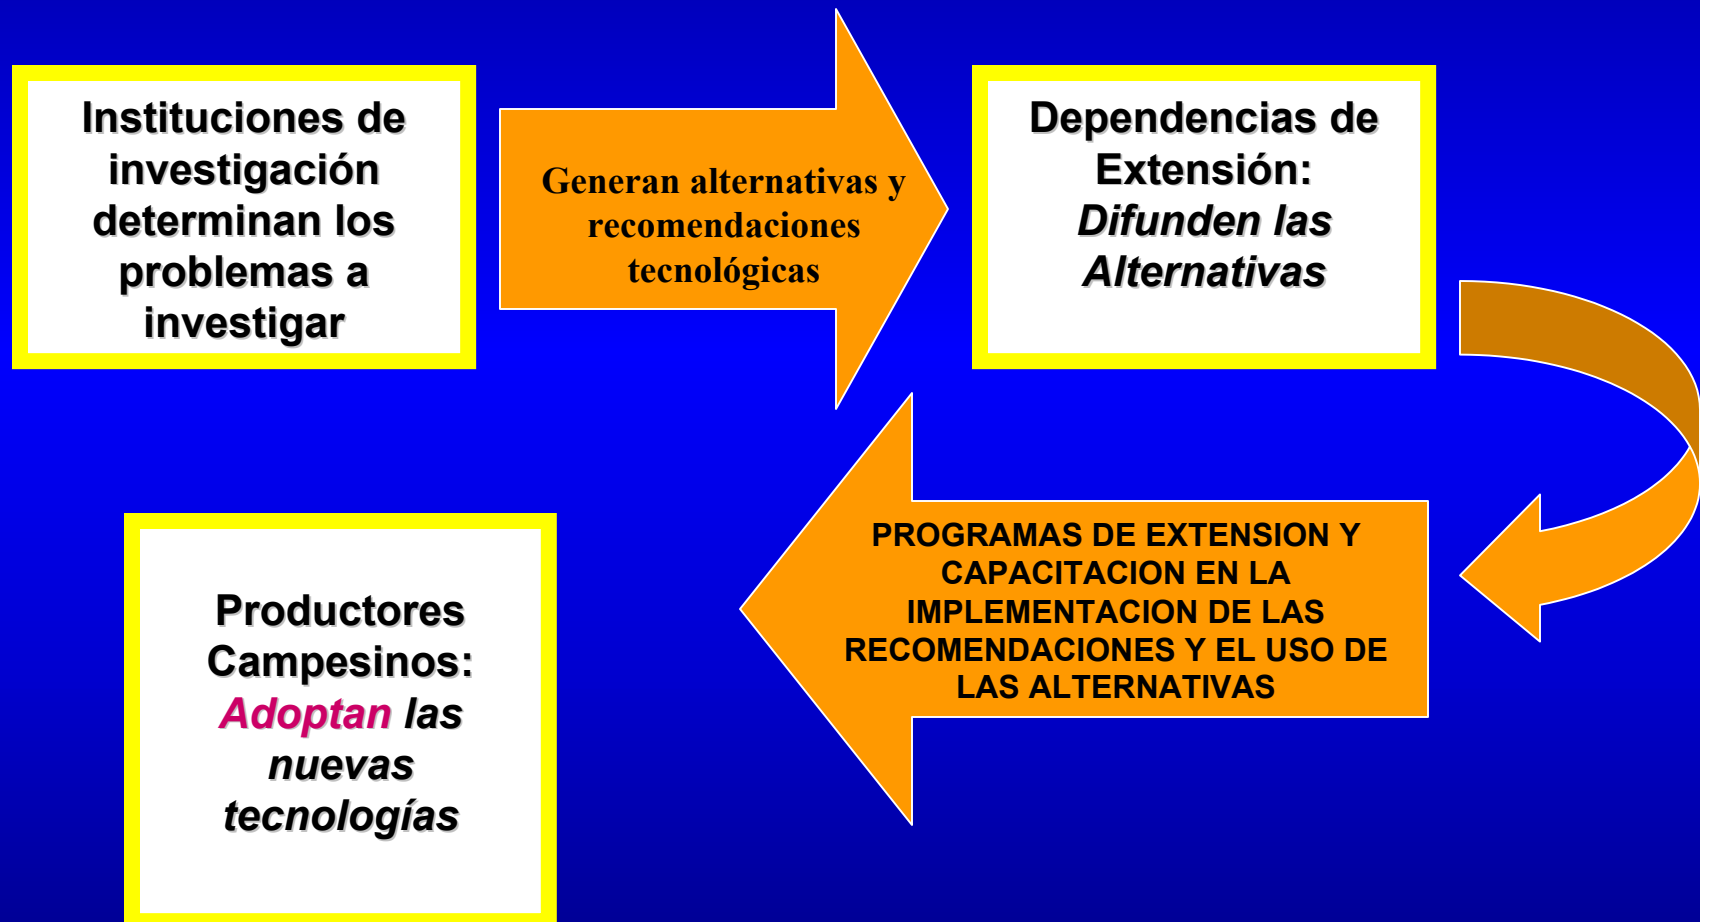 Instituciones de
investigación
determinan los
problemas a
investigar
Generan alternativas y
recomendaciones
tecnológicas
Dependencias de
Extensión:
Difunden las
Alternativas
PROGRAMAS DE EXTENSION Y
CAPACITACION EN LA
IMPLEMENTACION DE LAS
RECOMENDACIONES Y EL USO DE
LAS ALTERNATIVAS
Productores
Campesinos:
Adoptan las
nuevas
tecnologías